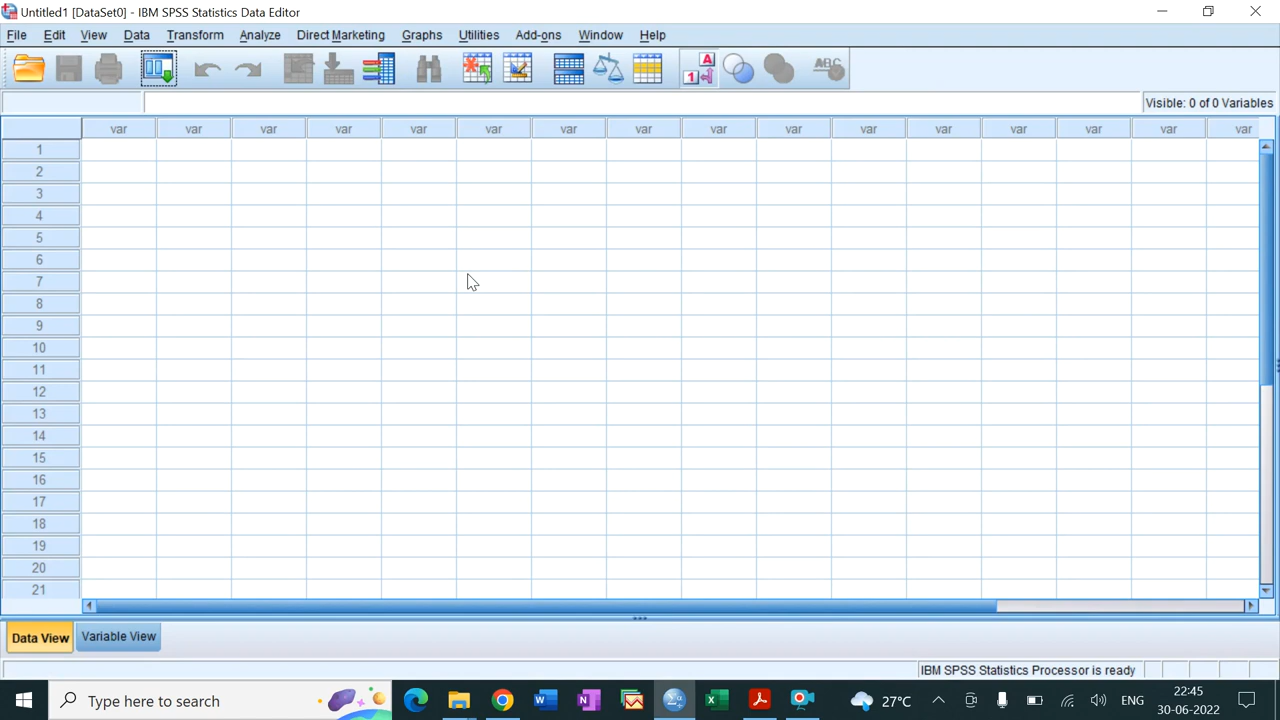 Untitled1 [DataSet0] - IBM SPSS Statistics Data Editor
File Edit View Data Transform Analyze Direct Marketing Graphs Utilities Add-ons Window Help
1 A ABC
Visible: 0 of 0 Variables
var var var var var var var var var var var var var var var var
1
2
3
4
5
6
7
8
9
10
11
12
13
14
15
16
17
18
19
20
21
Data View Variable View
IBM SPSS Statistics Processor is ready
Type here to search 27°C ENG 22:45
30-06-2022